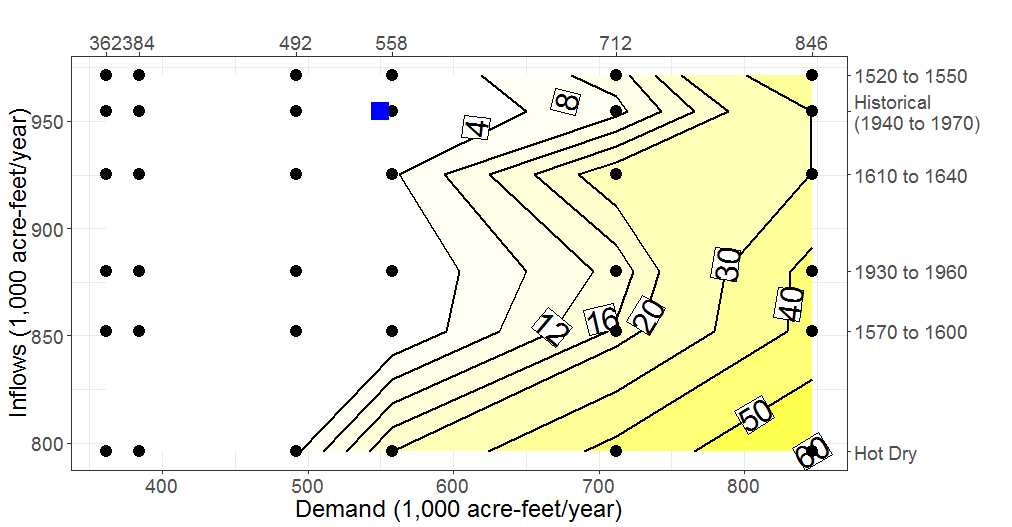 362384 492 558 712 846
1520 to 1550
Historical
(1940 to 1970)
1610 to 1640
1930 to 1960
1570 to 1600
Hot Dry
950
900
850
800
Inflows (1,000 acre-feet/year)
4
8
12
16
20
30
40
50
60
400 500 600 700 800
Demand (1,000 acre-feet/year)